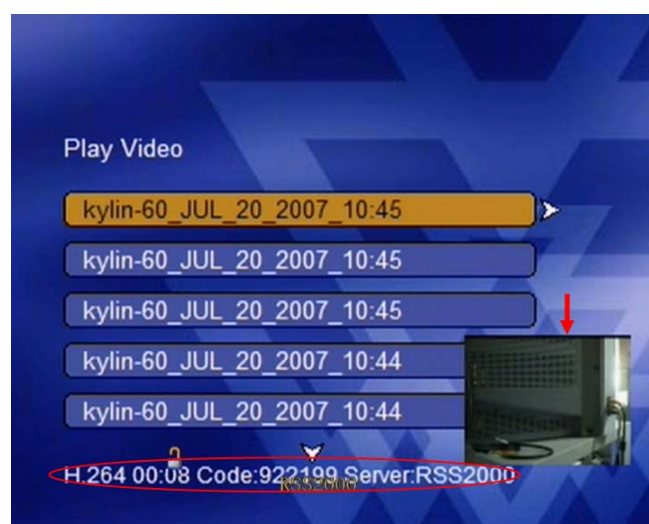 Play Video
kylin-60_JUL_20_2007_10:45
kylin-60_JUL_20_2007_10:45
kylin-60_JUL_20_2007_10:45
kylin-60_JUL_20_2007_10:44
kylin-60_JUL_20_2007_10:44
H.264 00:08 Code:922199 Server:RSS2000
RSS2000